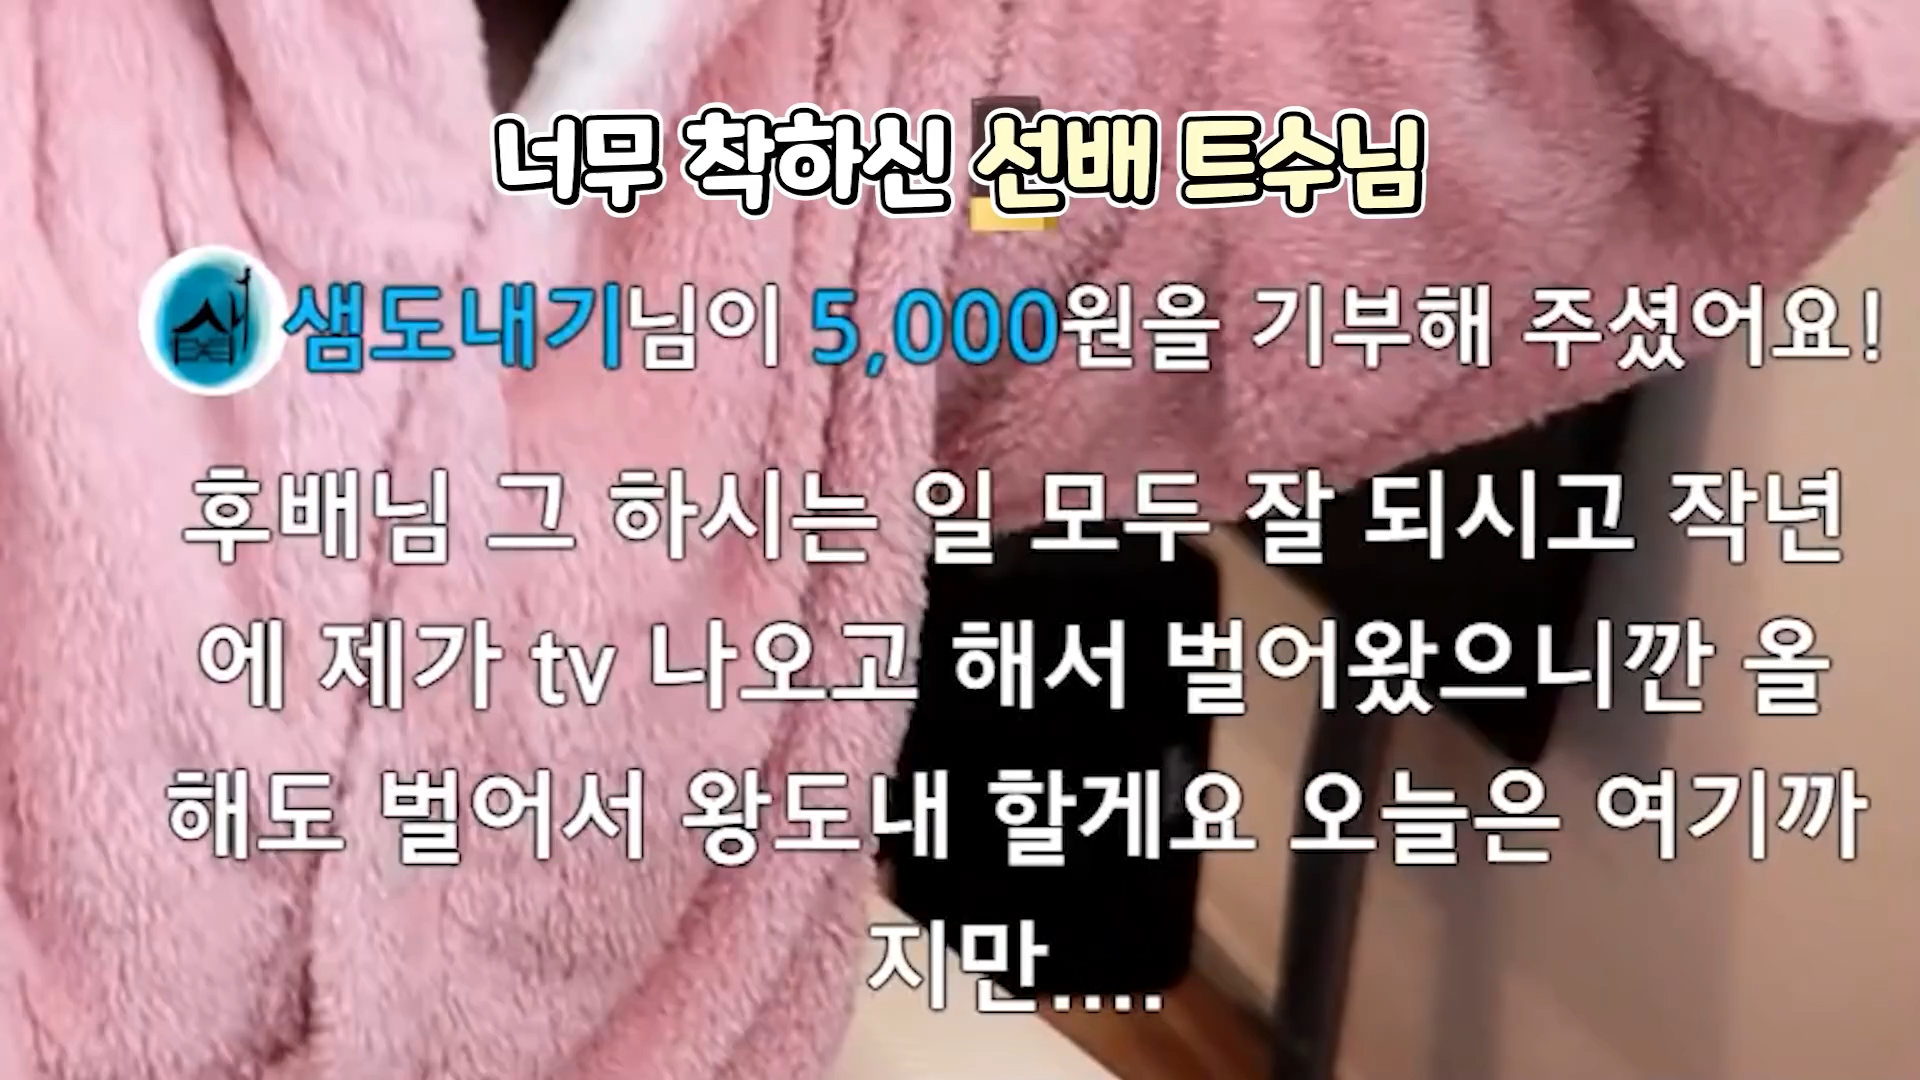 너무 착하신 선배 트수님
샘
샘도내기님이 5,000원을 기부해 주셨어요!
후배님 그 하시는 일 모두 잘 되시고 작년
에 제가 tv 나오고 해서 벌어왔으니깐 올
해도 벌어서 왕도내 할게요 오늘은 여기까
지만....